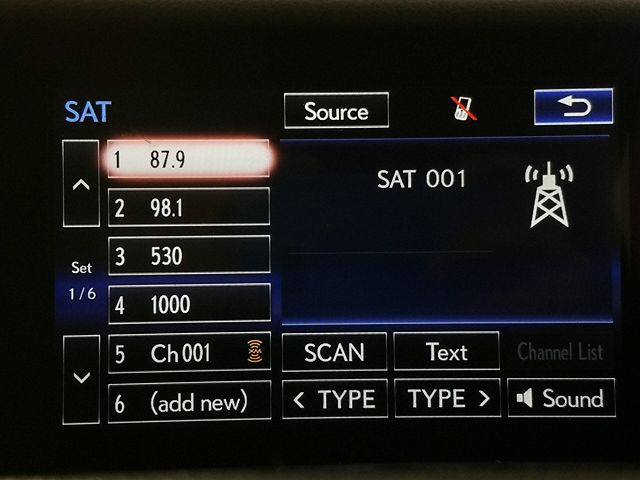 SAT
Source
1 87.9
2 98.1
3 530
4 1000
5 Ch 001
6 (add new)
Set
1/6
SAT 001
SCAN
Text
Channel List
< TYPE
TYPE >
Sound